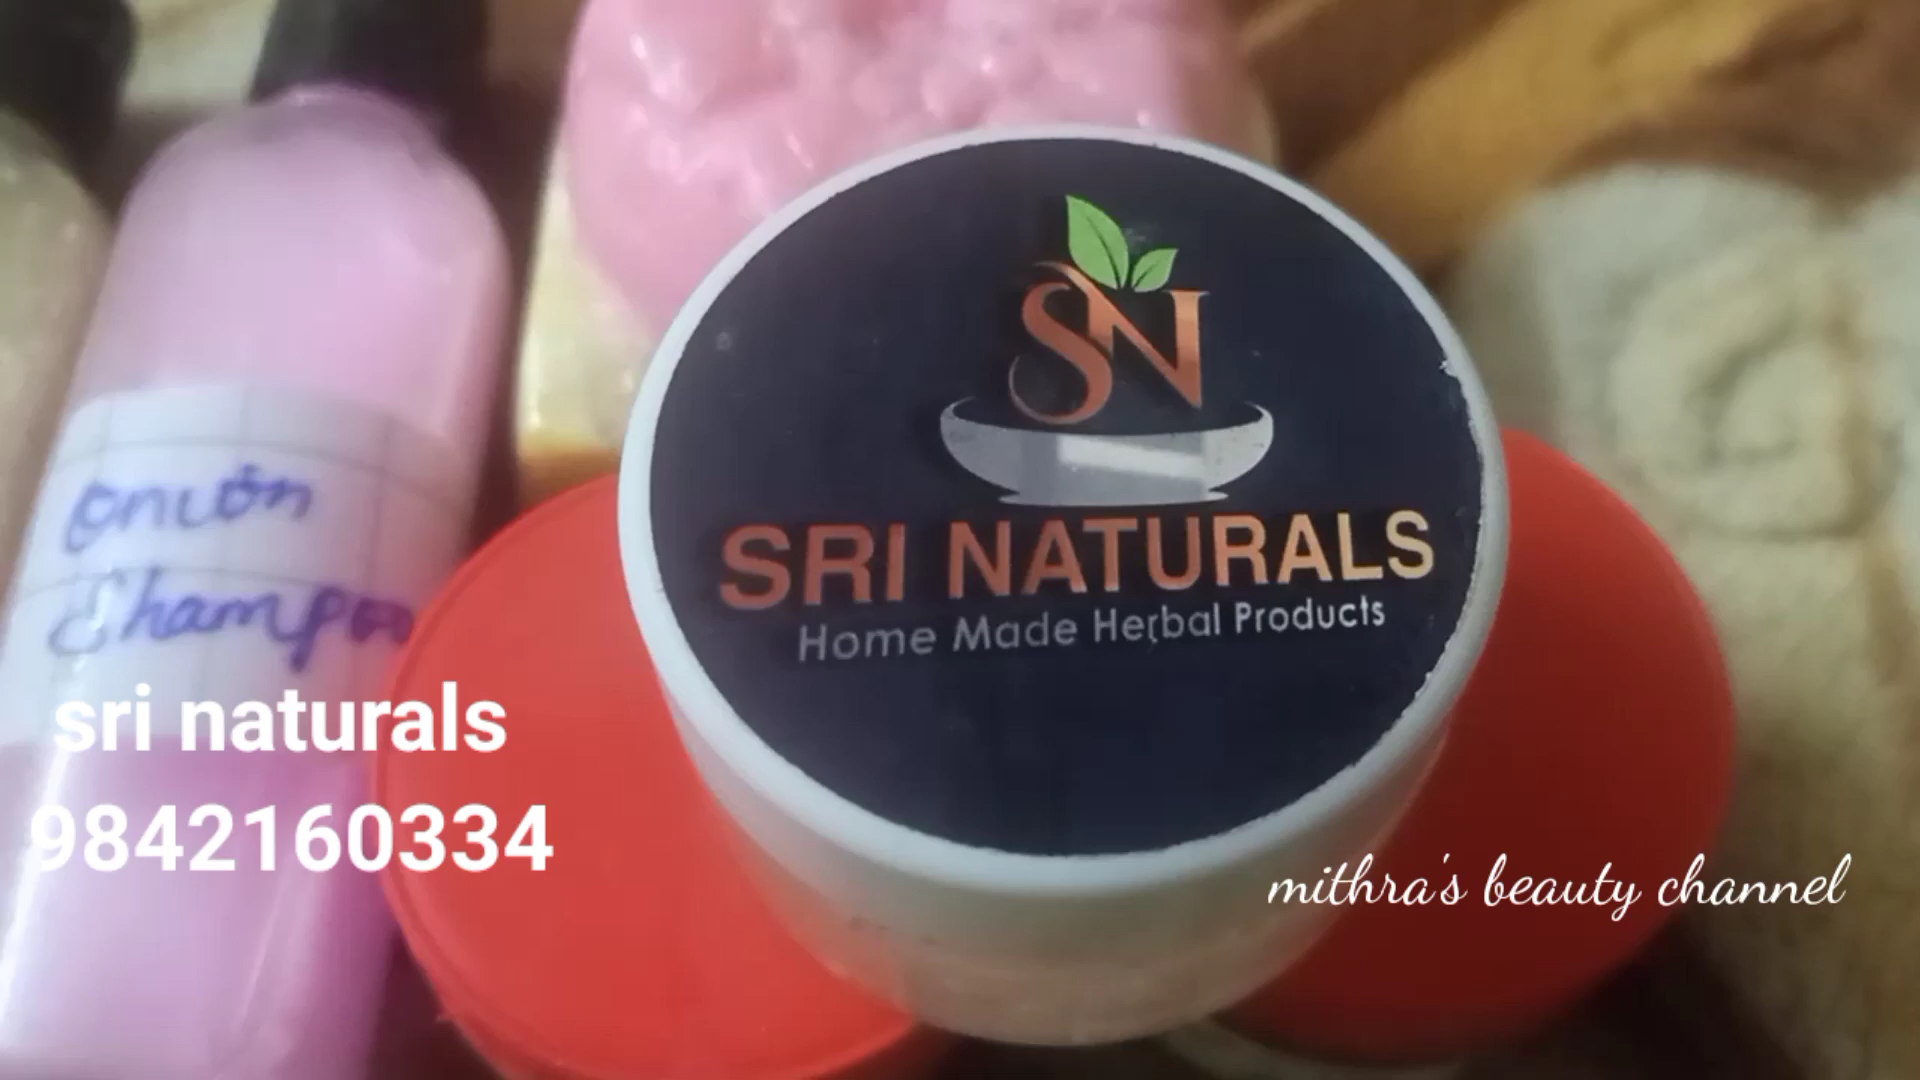 SN
SRI NATURALS
Home Made Herbal Products
onion
Shampoo
sri naturals
9842160334
mithra's beauty channel